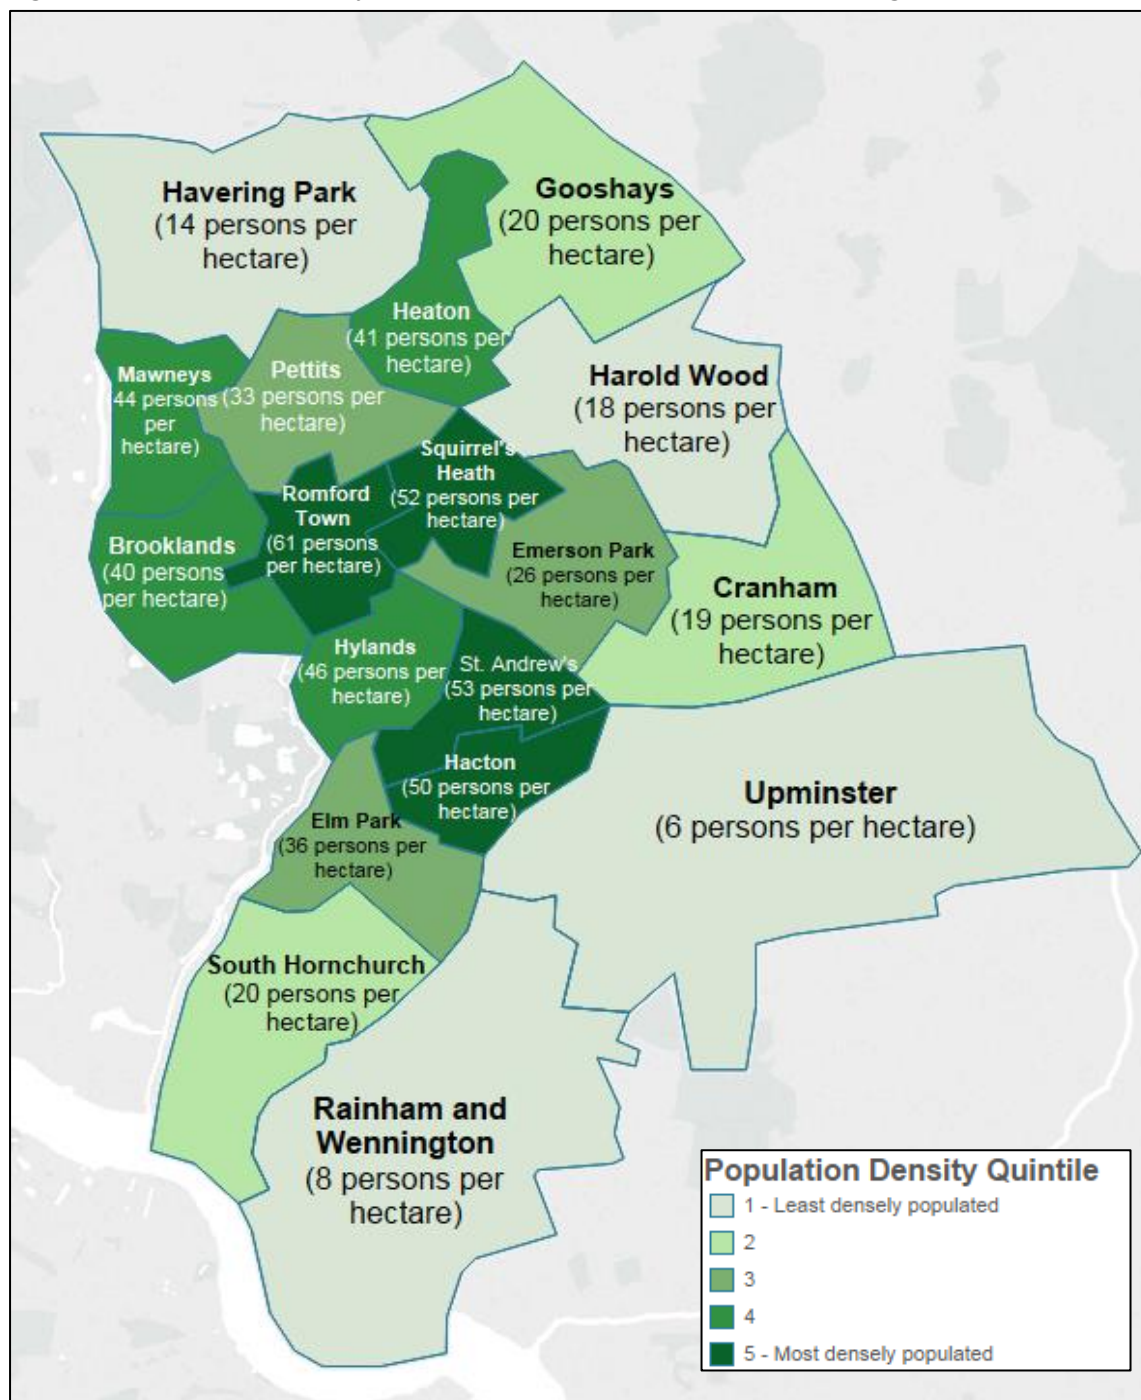 Havering Park
(14 persons per
hectare)
Gooshays
(20 persons per
hectare)
Heaton
(41 persons per
hectare)
Mawneys
44 persons
per
hectare)
Pettits
(33 persons per
hectare)
Harold Wood
(18 persons per
hectare)
Squirrel's
Heath
(52 persons per
hectare)
Romford
Town
(61 persons
per hectare)
Brooklands
(40 persons
per hectare)
Emerson Park
(26 persons per
hectare)
Cranham
(19 persons per
hectare)
Hylands
(46 persons per
hectare)
St. Andrew's
(53 persons per
hectare)
Hacton
(50 persons per
hectare)
Upminster
(6 persons per hectare)
Elm Park
(36 persons per
hectare)
South Hornchurch
(20 persons per
hectare)
Rainham and
Wennington
(8 persons per
hectare)
Population Density Quintile
1 - Least densely populated
2
3
4
5 - Most densely populated